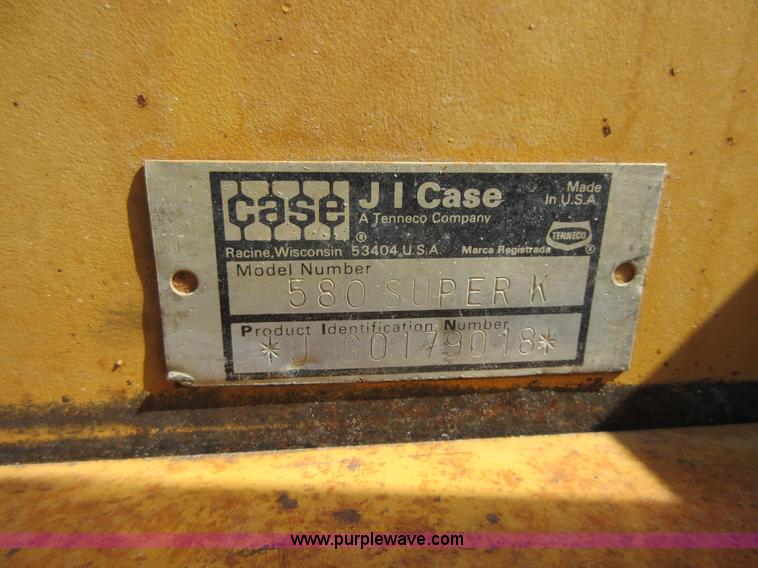 case
®
J I Case
A Tenneco Company
Made
In U.S.A.
Racine, Wisconsin 53404 U.S.A.
Marca Registrada
TENNECO
®
Model Number
580 SUPER K
Product Identification Number
*JJG0179018*
www.purplewave.com